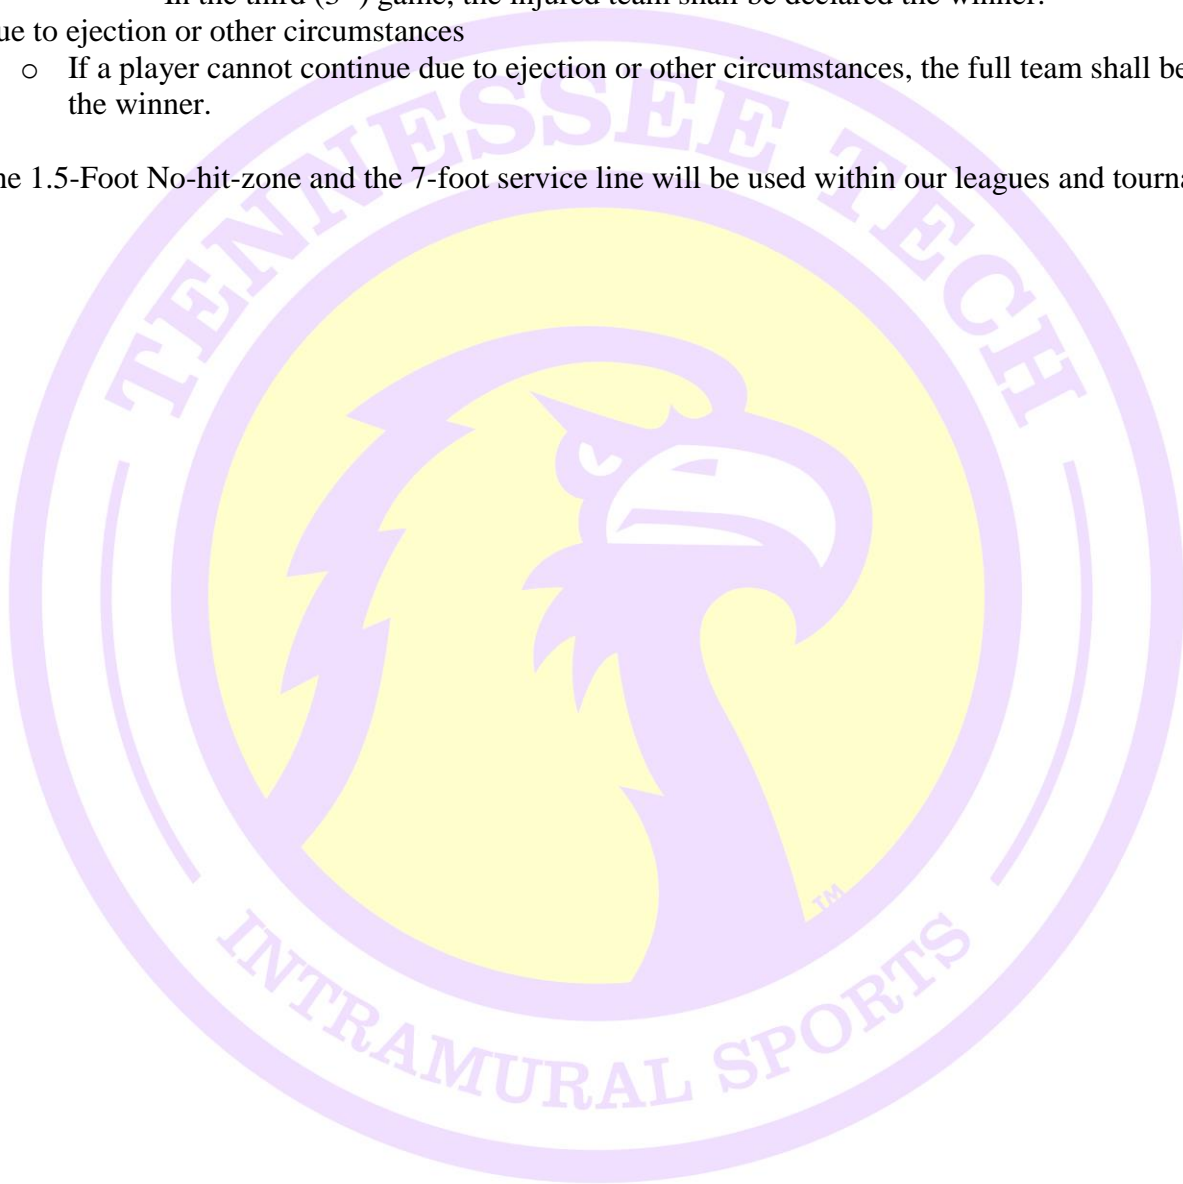 In the third (3 ) game, the injured team shall be declared the winner.
ue to ejection or other circumstances
o If a player cannot continue due to ejection or other circumstances, the full team shall be
the winner.
ne 1.5-Foot No-hit-zone and the 7-foot service line will be used within our leagues and tourna
TENNESSEE TECH
TM
INTRAMURAL SPORTS